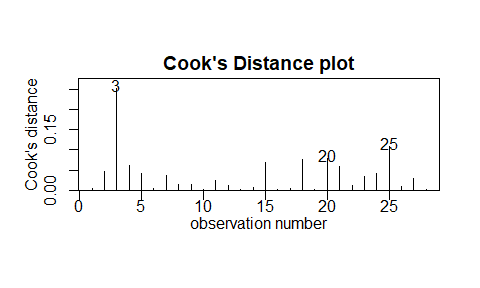 Cook's Distance plot
Cook's distance
0.00 0.15
3
20
25
0 5 10 15 20 25
observation number